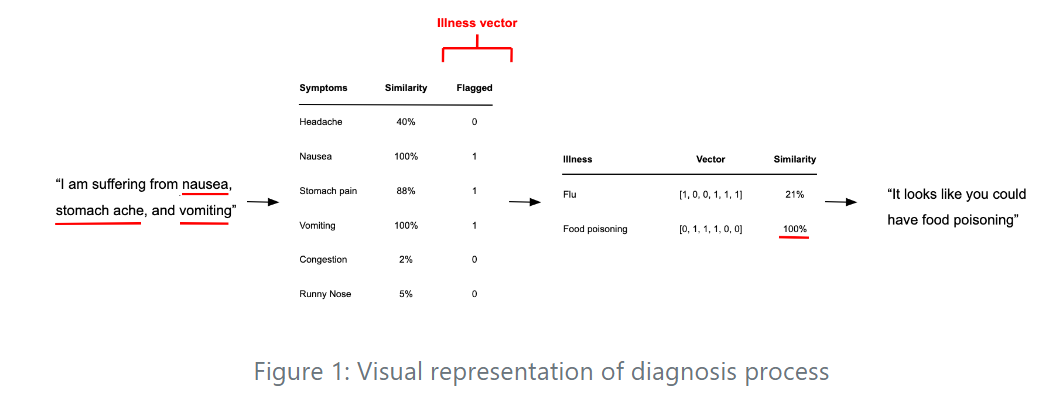 Illness vector
Symptoms Similarity Flagged
Headache 40% 0
Nausea 100% 1
Stomach pain 88% 1
Vomiting 100% 1
Congestion 2% 0
Runny Nose 5% 0
“I am suffering from nausea,
stomach ache, and vomiting”
Illness Vector Similarity
Flu [1, 0, 0, 1, 1, 1] 21%
Food poisoning [0, 1, 1, 1, 0, 0] 100%
“It looks like you could
have food poisoning”
Figure 1: Visual representation of diagnosis process